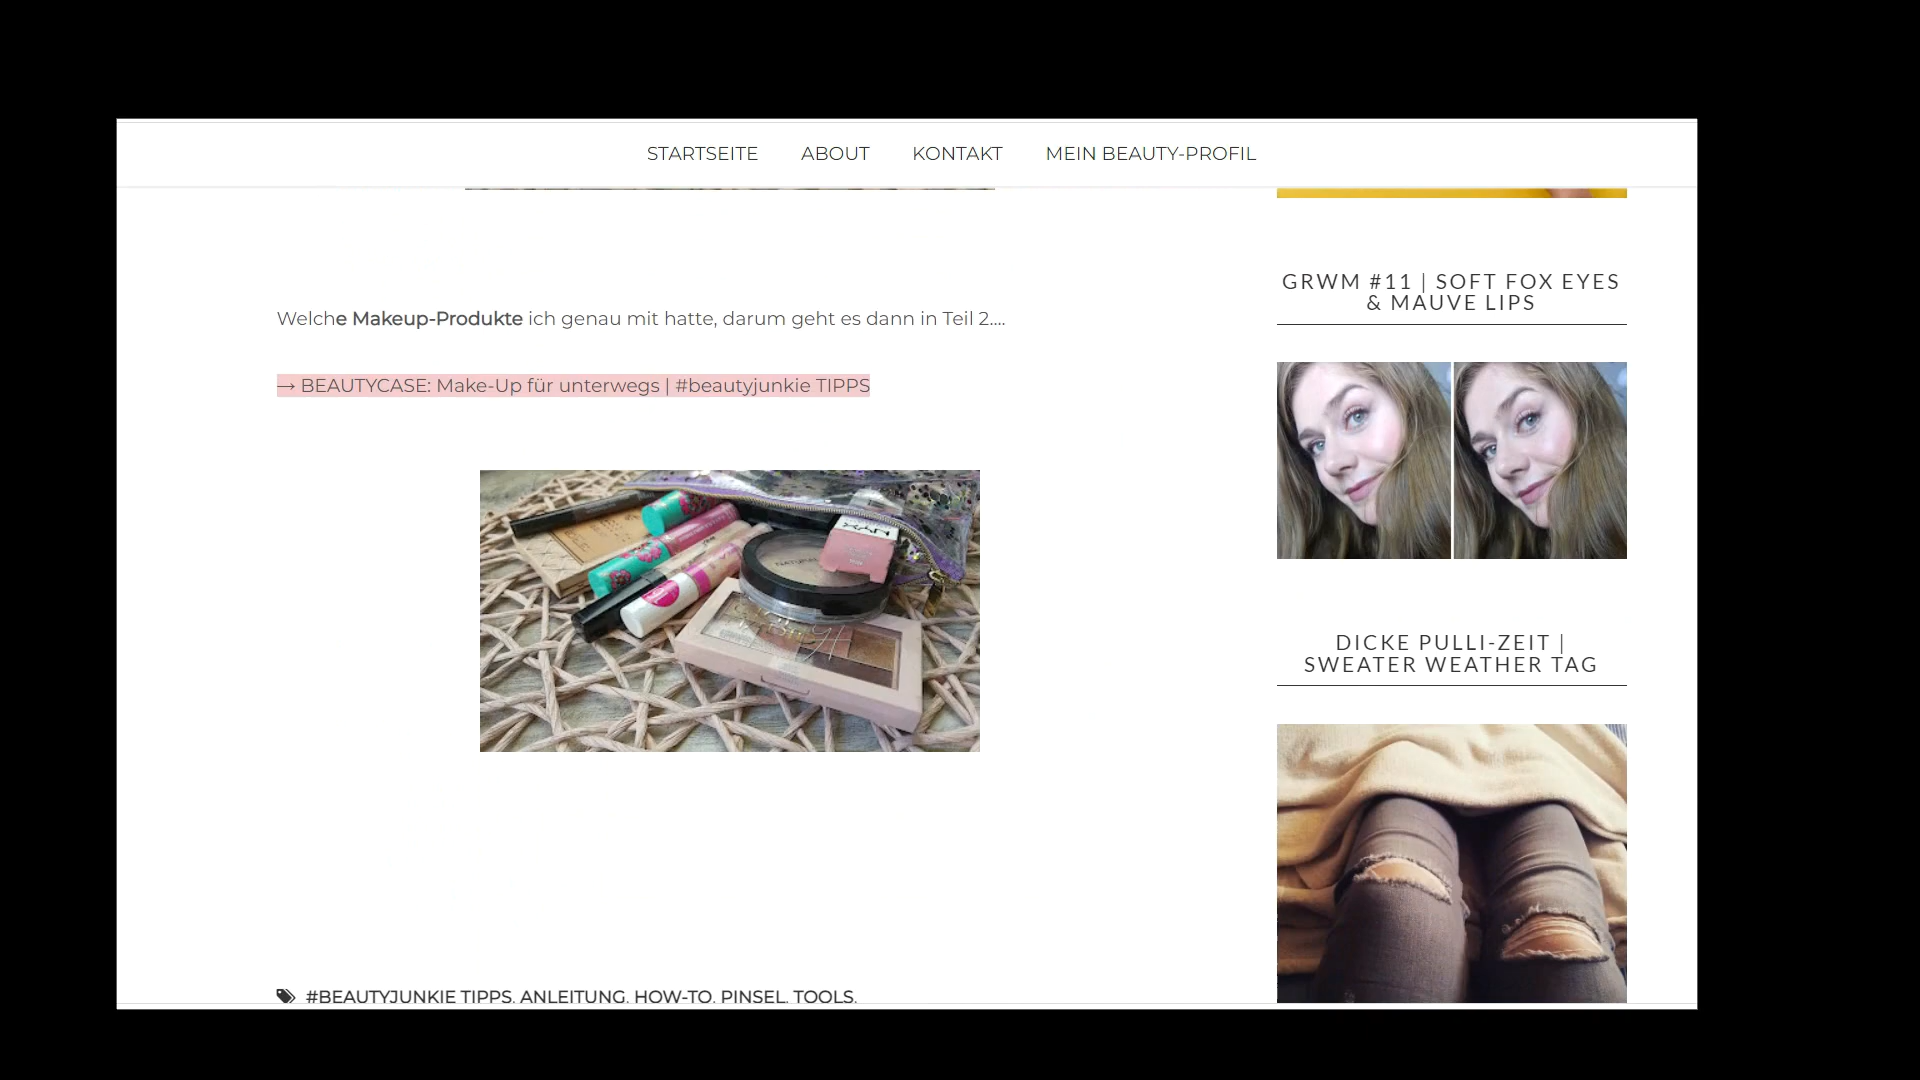 STARTSEITE ABOUT KONTAKT MEIN BEAUTY-PROFIL
Welche Makeup-Produkte ich genau mit hatte, darum geht es dann in Teil 2....
→ BEAUTYCASE: Make-Up für unterwegs | #beautyjunkie TIPPS
NYX
#BEAUTYJUNKIE TIPPS, ANLEITUNG, HOW-TO, PINSEL, TOOLS,
GRWM #11 | SOFT FOX EYES
& MAUVE LIPS
DICKE PULLI-ZEIT |
SWEATER WEATHER TAG